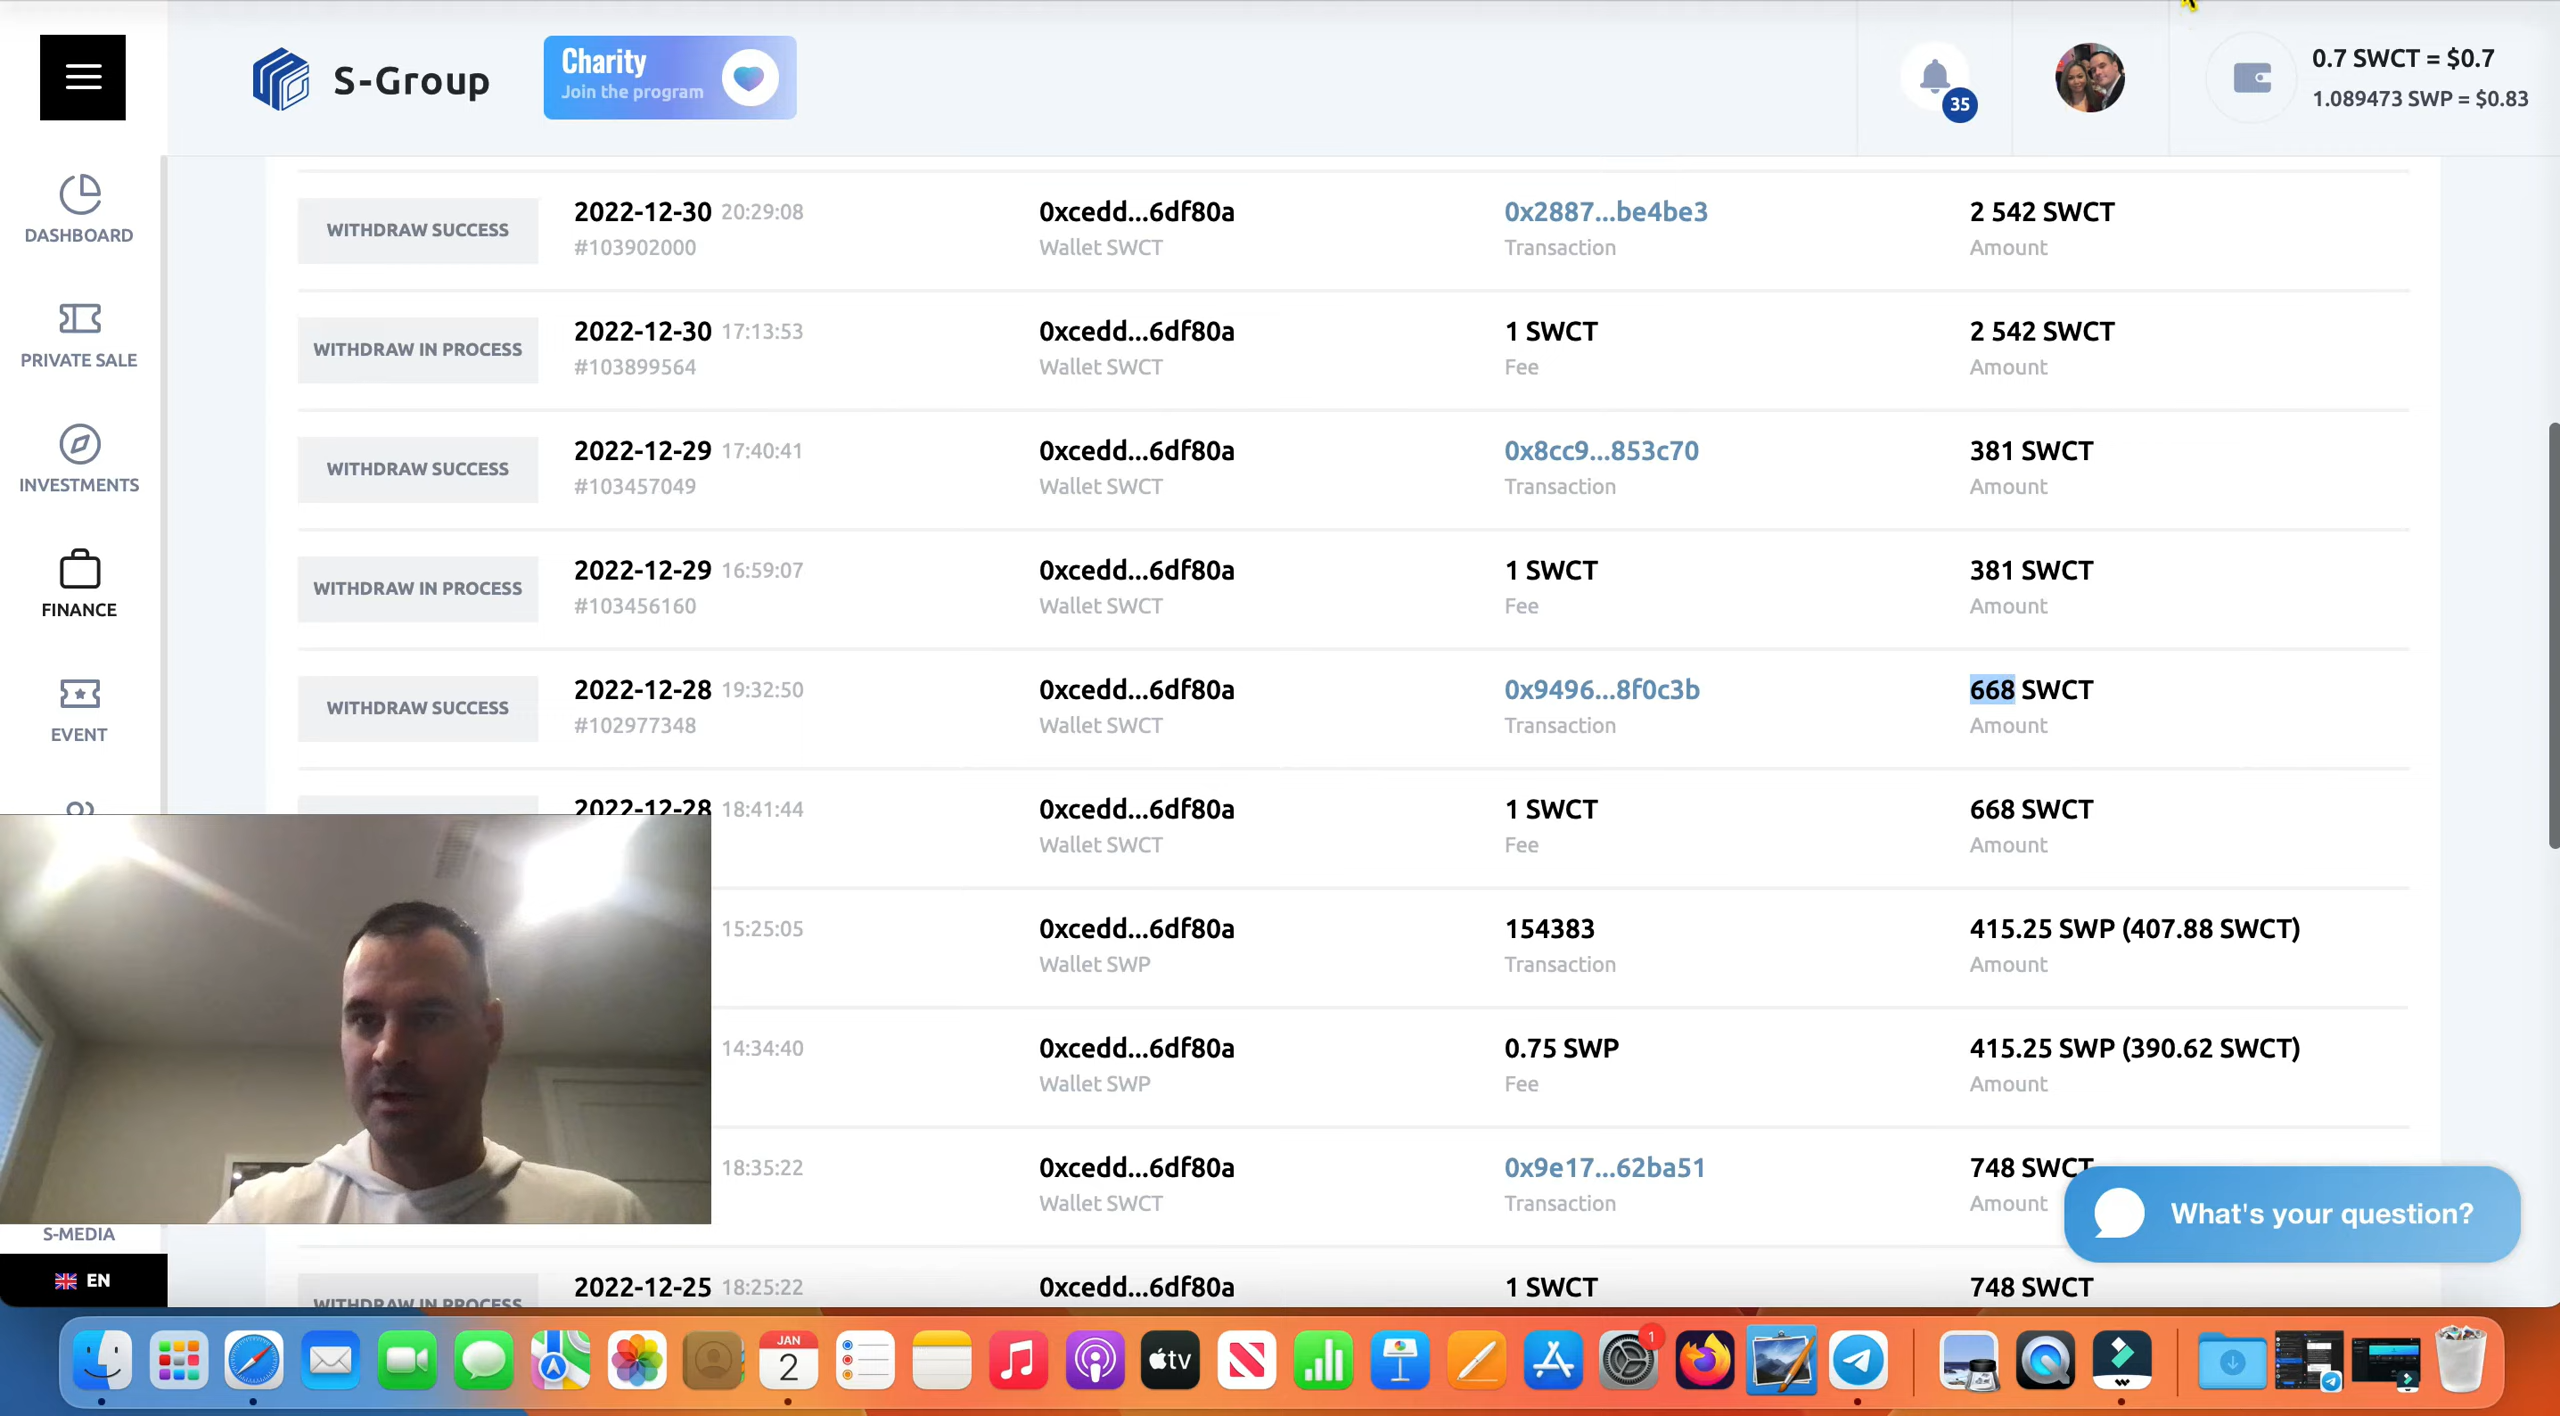 S-Group
Charity
Join the program
35
0.7 SWCT = $0.7
1.089473 SWP = $0.83
DASHBOARD
PRIVATE SALE
INVESTMENTS
FINANCE
EVENT
S-MEDIA
EN
WITHDRAW SUCCESS
2022-12-30 20:29:08
#103902000
0xcedd...6df80a
Wallet SWCT
0x2887...be4be3
Transaction
2 542 SWCT
Amount
WITHDRAW IN PROCESS
2022-12-30 17:13:53
#103899564
0xcedd...6df80a
Wallet SWCT
1 SWCT
Fee
2 542 SWCT
Amount
WITHDRAW SUCCESS
2022-12-29 17:40:41
#103457049
0xcedd...6df80a
Wallet SWCT
0x8cc9...853c70
Transaction
381 SWCT
Amount
WITHDRAW IN PROCESS
2022-12-29 16:59:07
#103456160
0xcedd...6df80a
Wallet SWCT
1 SWCT
Fee
381 SWCT
Amount
WITHDRAW SUCCESS
2022-12-28 19:32:50
#102977348
0xcedd...6df80a
Wallet SWCT
0x9496...8f0c3b
Transaction
668 SWCT
Amount
2022-12-28 18:41:44
0xcedd...6df80a
Wallet SWCT
1 SWCT
Fee
668 SWCT
Amount
15:25:05
0xcedd...6df80a
Wallet SWP
154383
Transaction
415.25 SWP (407.88 SWCT)
Amount
14:34:40
0xcedd...6df80a
Wallet SWP
0.75 SWP
Fee
415.25 SWP (390.62 SWCT)
Amount
18:35:22
0xcedd...6df80a
Wallet SWCT
0x9e17...62ba51
Transaction
748 SWCT
Amount
What's your question?
WITHDRAW IN PROCESS
2022-12-25 18:25:22
0xcedd...6df80a
1 SWCT
748 SWCT
JAN
2
tv
1